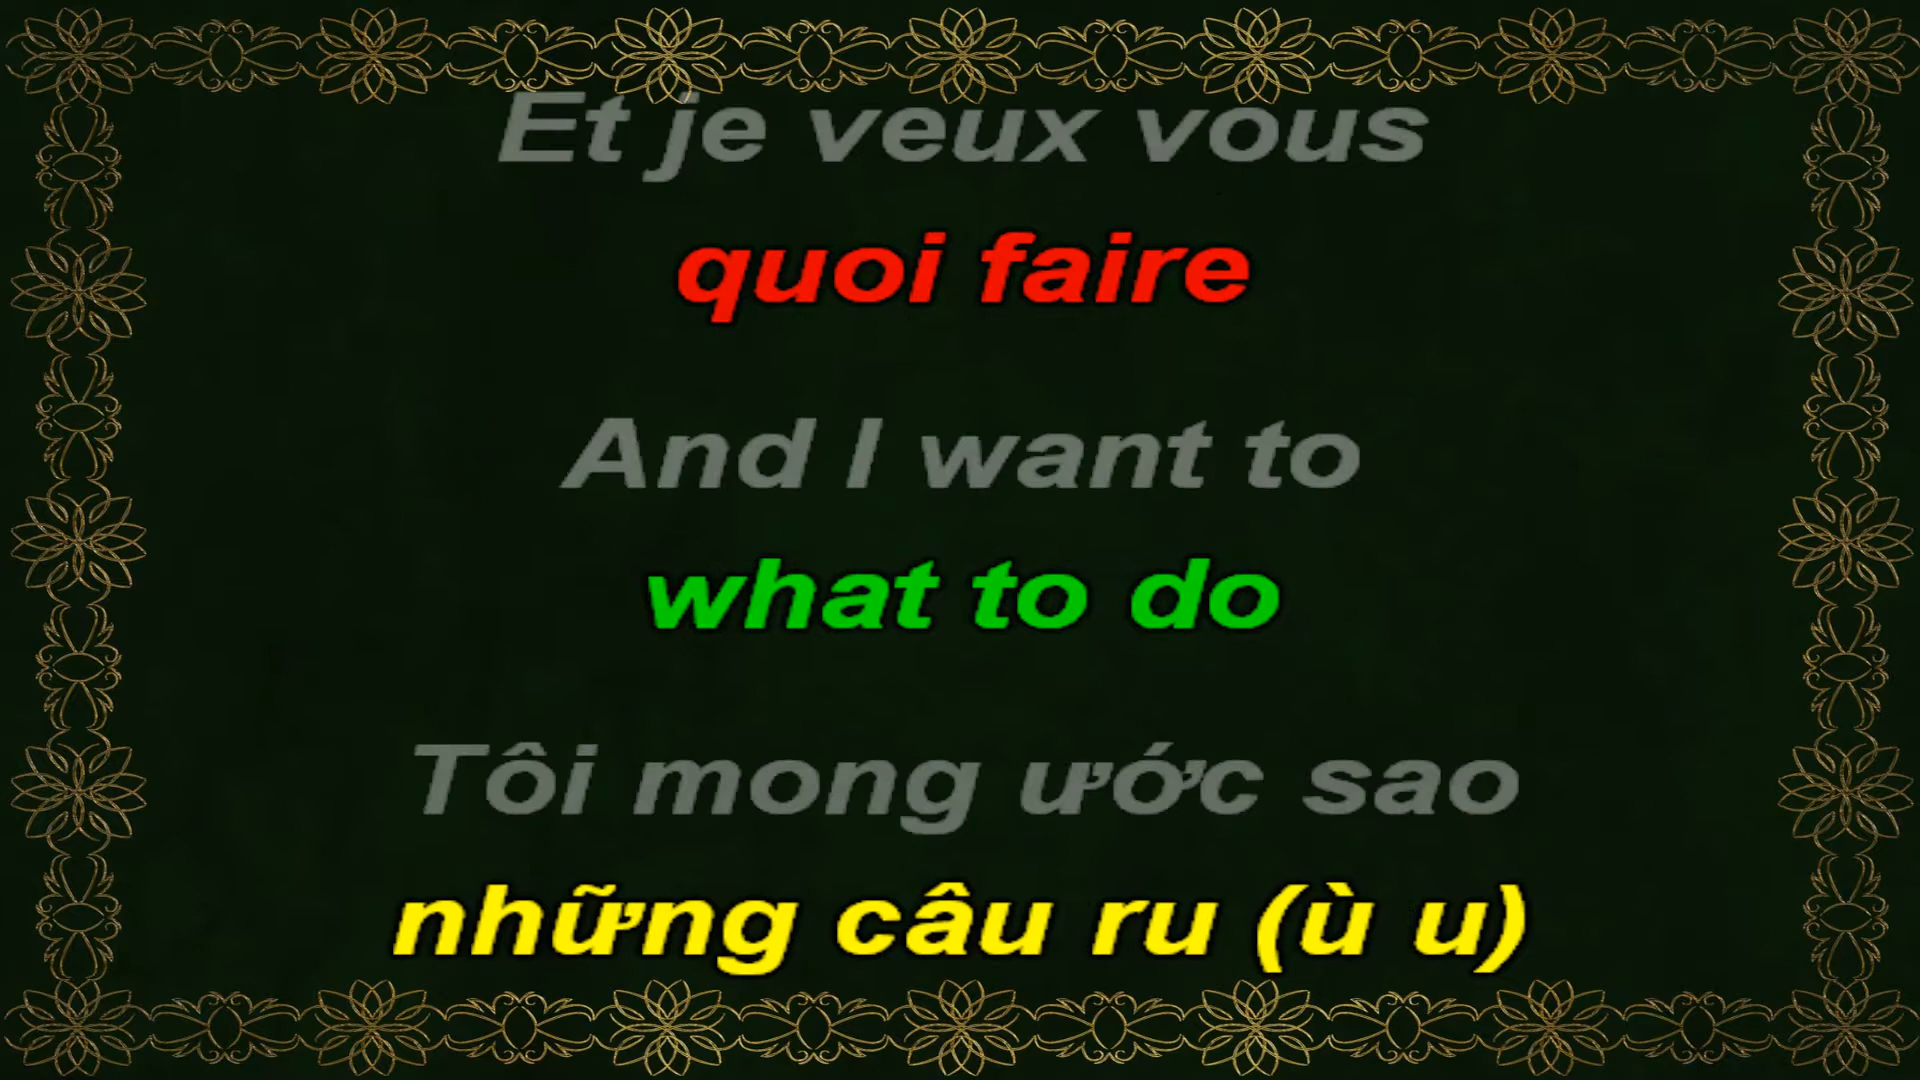 Et je veux vous
quoi faire
And I want to
what to do
Tôi mong ước sao
những câu ru (ù u)